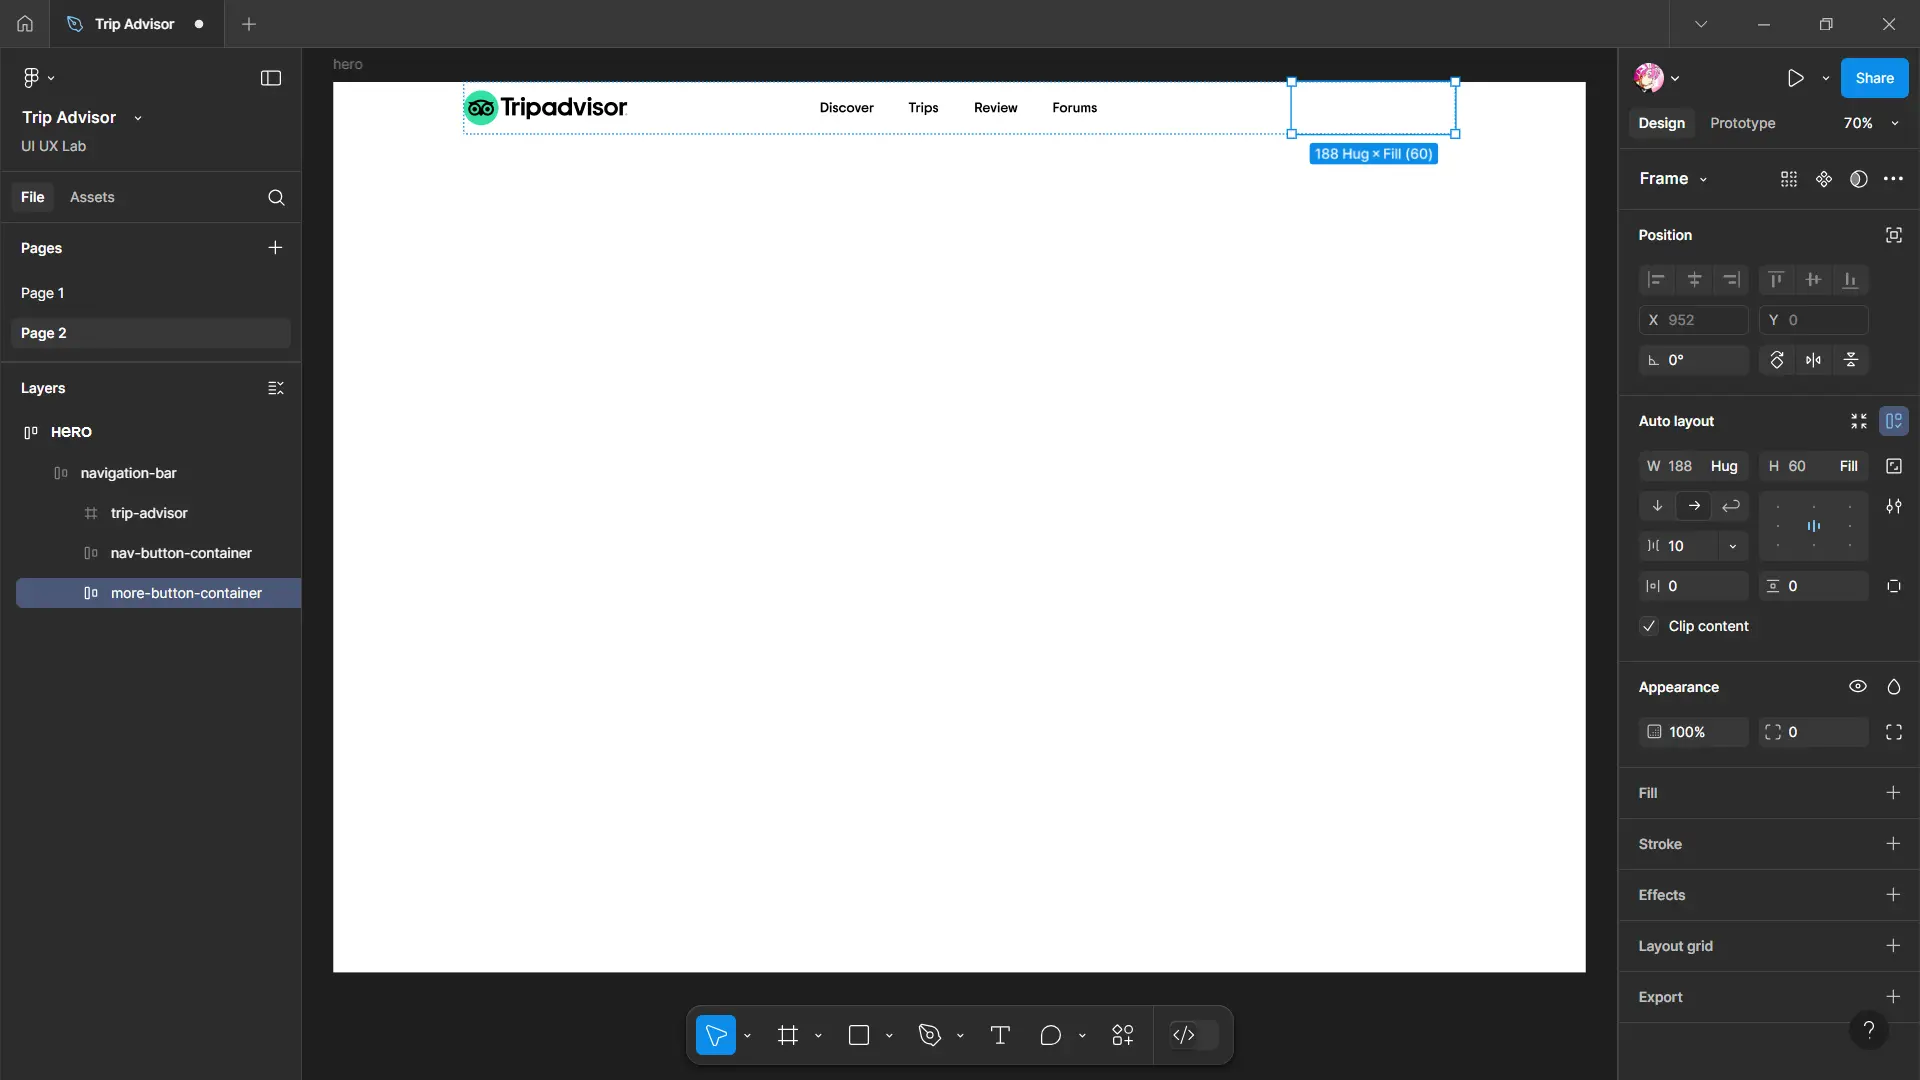 Trip Advisor
Share
Trip Advisor
UI UX Lab
Design
Prototype
70%
File
Assets
Frame
Pages
Page 1
Page 2
Layers
HERO
navigation-bar
trip-advisor
nav-button-container
more-button-container
hero
Tripadvisor
Discover
Trips
Review
Forums
188 Hug × Fill (60)
Position
X 952
Y 0
0°
Auto layout
W 188 Hug
H 60 Fill
10
0
0
Clip content
Appearance
100%
0
Fill
Stroke
Effects
Layout grid
Export
?